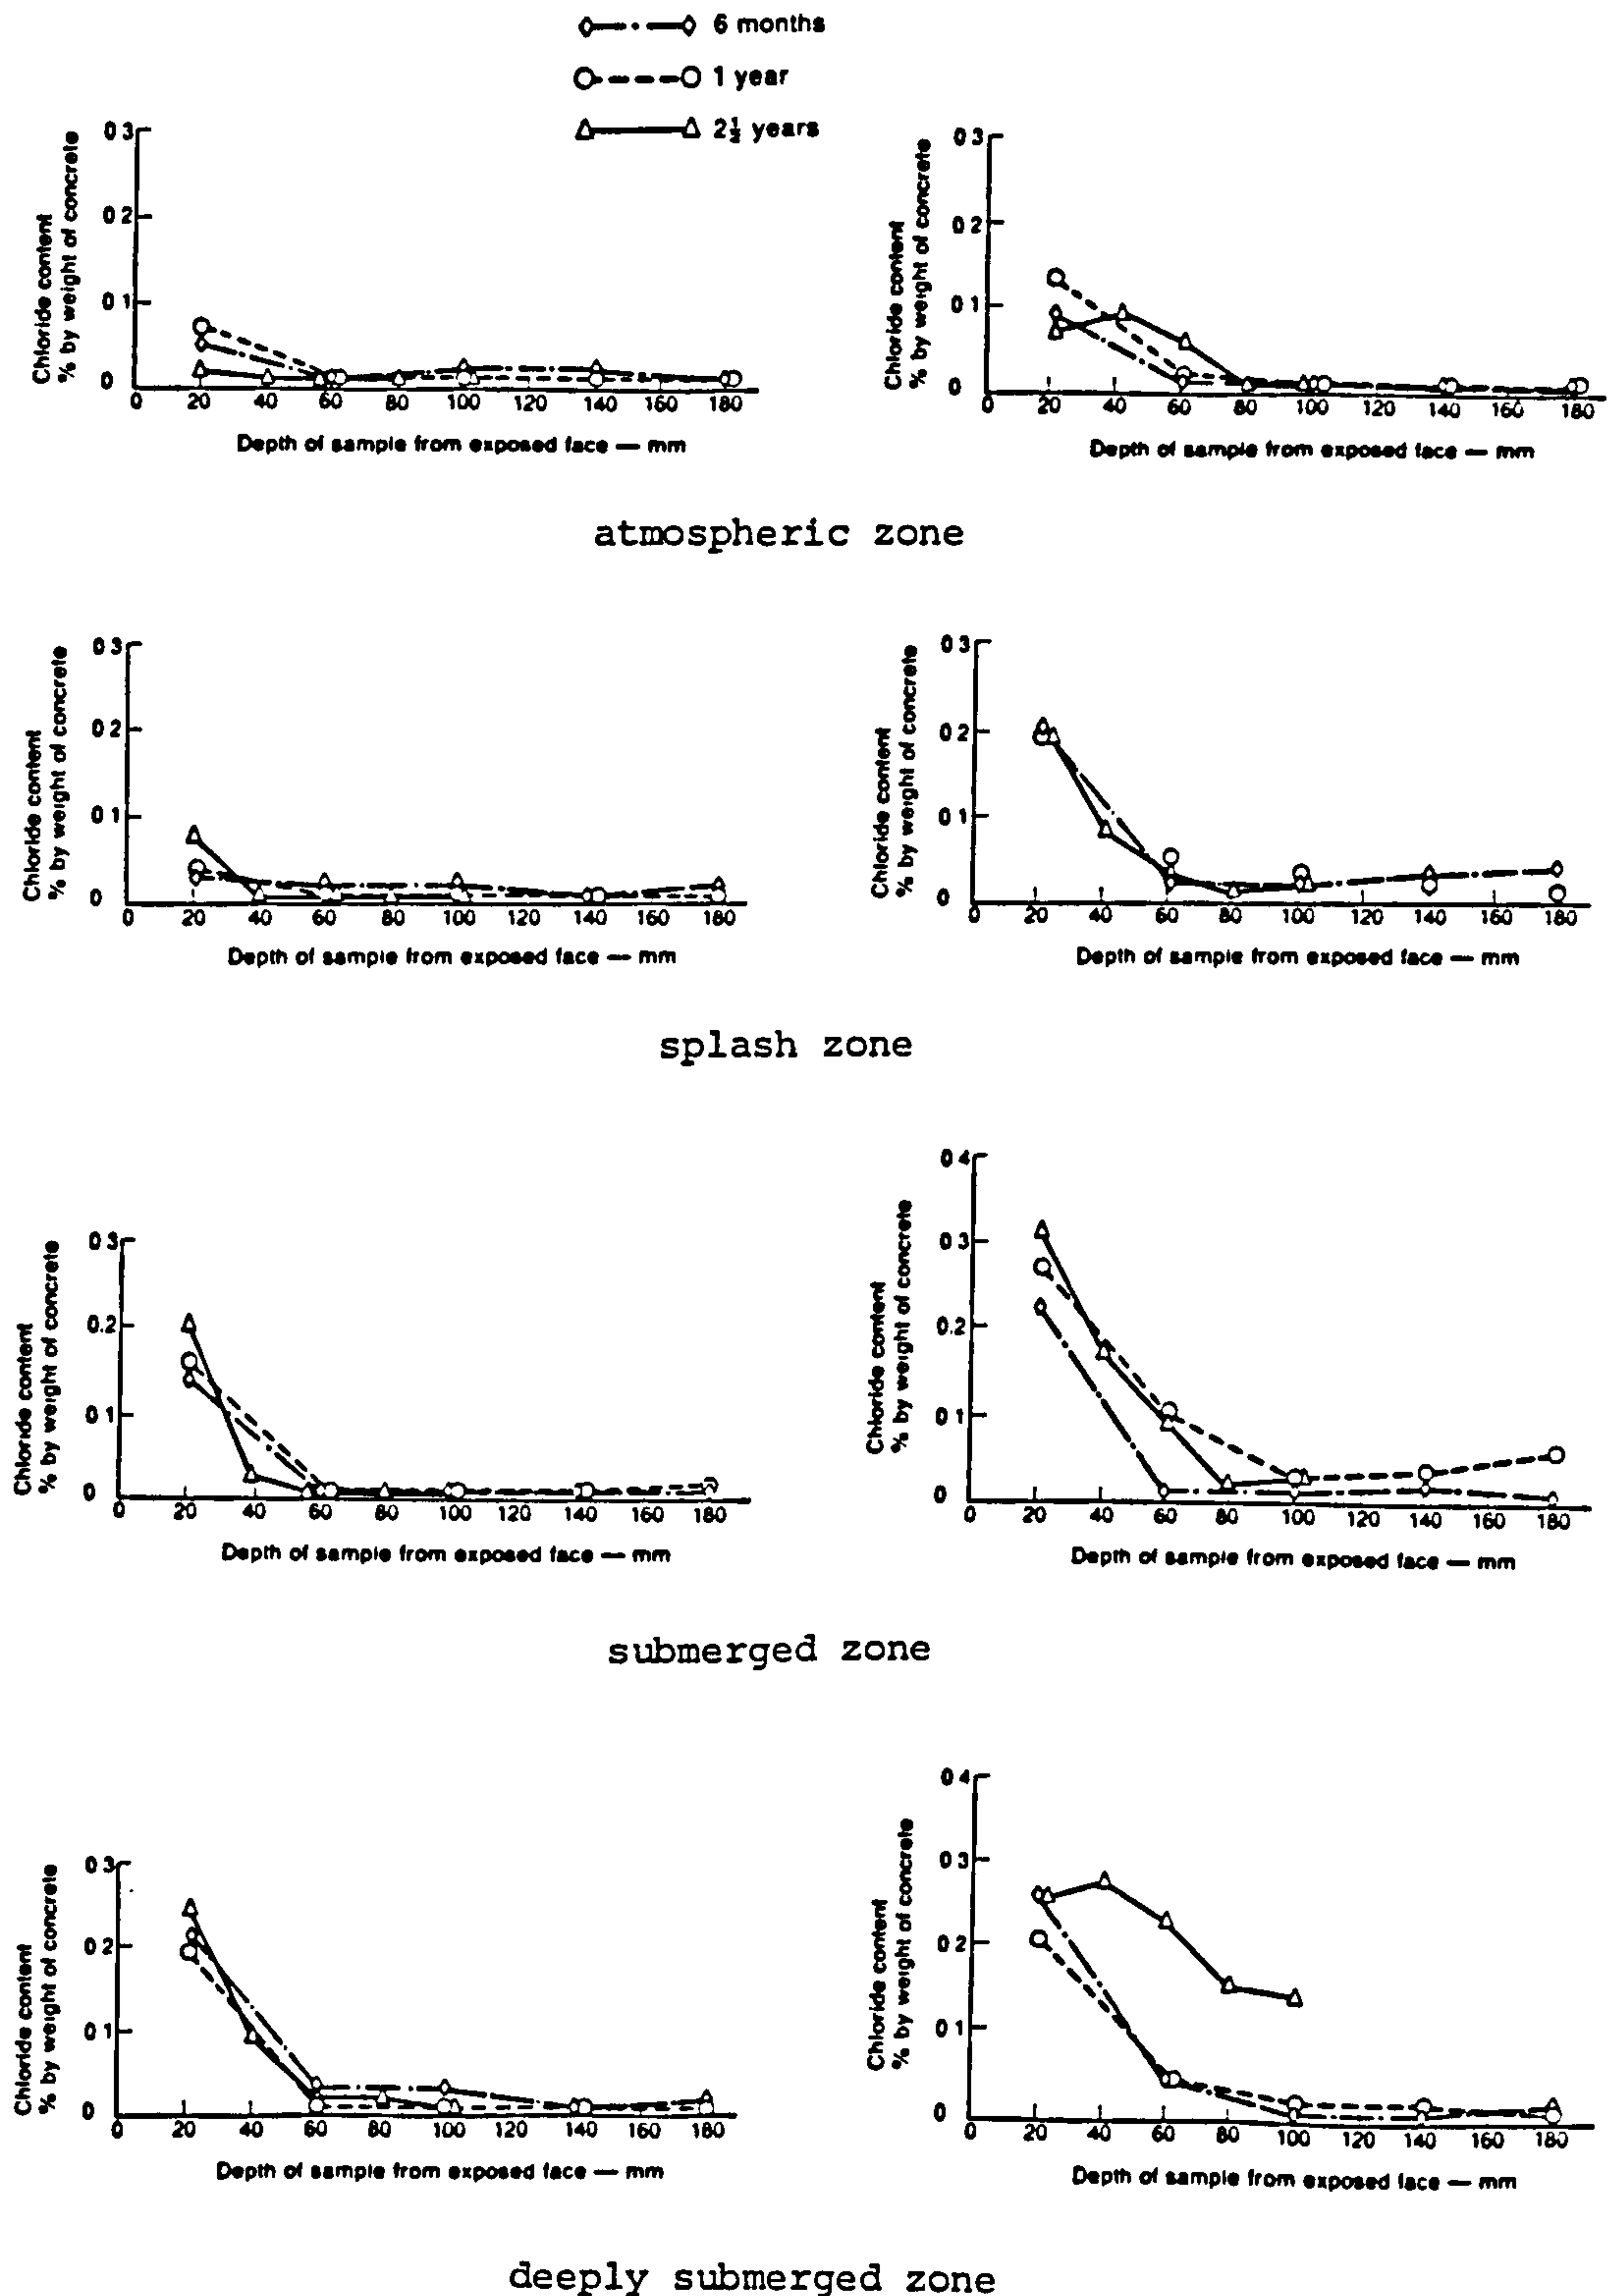 6 months
1 year
2½ years
Chloride content
% by weight of concrete
0 3
0 2
0 1
0
0 20 40 60 80 100 120 140 160 180
Depth of sample from exposed face — mm
Chloride content
% by weight of concrete
0 3
0 2
0 1
0
0 20 40 60 80 100 120 140 160 180
Depth of sample from exposed face — mm
atmospheric zone
Chloride content
% by weight of concrete
0 3
0 2
0 1
0
0 20 40 60 80 100 120 140 160 180
Depth of sample from exposed face — mm
Chloride content
% by weight of concrete
0 3
0 2
0 1
0
0 20 40 60 80 100 120 140 160 180
Depth of sample from exposed face — mm
splash zone
Chloride content
% by weight of concrete
0 3
0.2
0 1
0
0 20 40 60 80 100 120 140 160 180
Depth of sample from exposed face — mm
Chloride content
% by weight of concrete
0 4
0 3
0.2
0 1
0
0 20 40 60 80 100 120 140 160 180
Depth of sample from exposed face — mm
submerged zone
Chloride content
% by weight of concrete
0 3
0 2
0 1
0
0 20 40 60 80 100 120 140 160 180
Depth of sample from exposed face — mm
Chloride content
% by weight of concrete
0 4
0 3
0 2
0 1
0
0 20 40 60 80 100 120 140 160 180
Depth of sample from exposed face — mm
deeply submerged zone